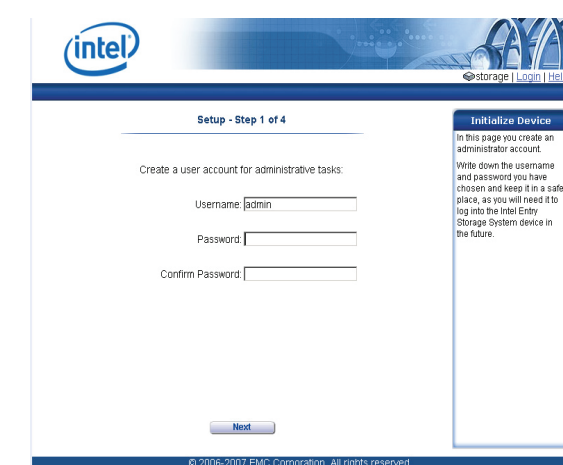 intel
storage | Login | Hel
Setup - Step 1 of 4
Create a user account for administrative tasks:
Username: admin
Password:
Confirm Password:
Next
Initialize Device
In this page you create an
administrator account.
Write down the username
and password you have
chosen and keep it in a safe
place, as you will need it to
log into the Intel Entry
Storage System device in
the future.
© 2006-2007 EMC Corporation. All rights reserved.